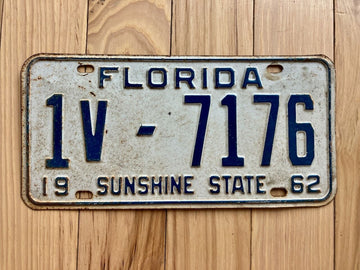 FLORIDA
1V - 7176
19 SUNSHINE STATE 62